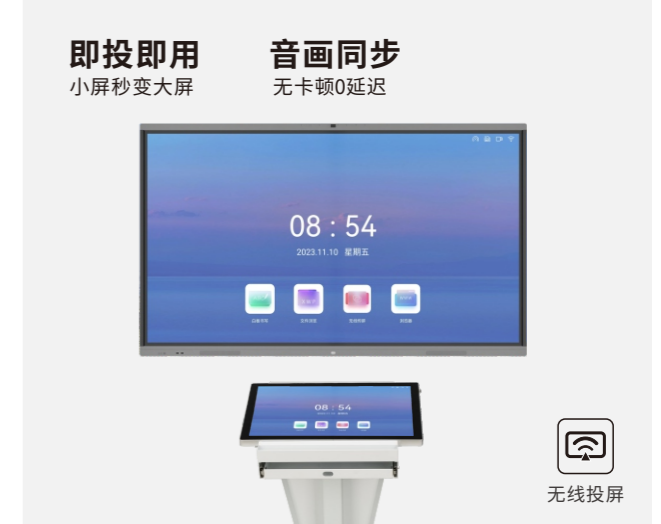 即投即用
音画同步
小屏秒变大屏
无卡顿0延迟
08 : 54
2023.11.10 星期五
08 : 54
无线投屏